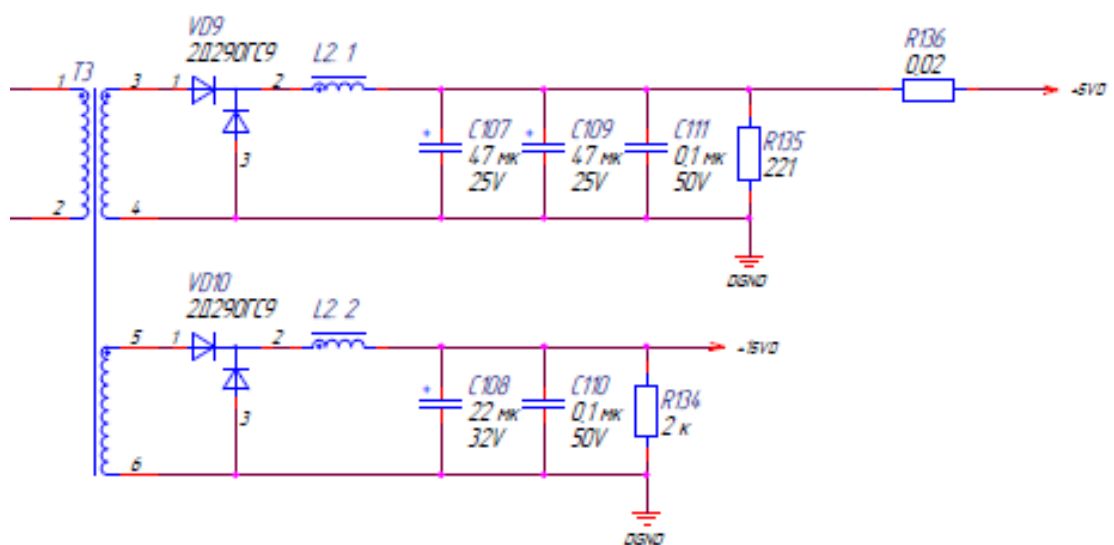 VD9
2Д290ГС9
L2. 1
R136
0,02
T3
1
3
1
2
+5VD
3
C107
47 мк
25V
C109
47 мк
25V
C111
0,1 мк
50V
R135
221
2
4
DGND
VD10
2Д290ГС9
L2. 2
5
1
2
+15VD
3
C108
22 мк
32V
C110
0,1 мк
50V
R134
2 к
6
DGND